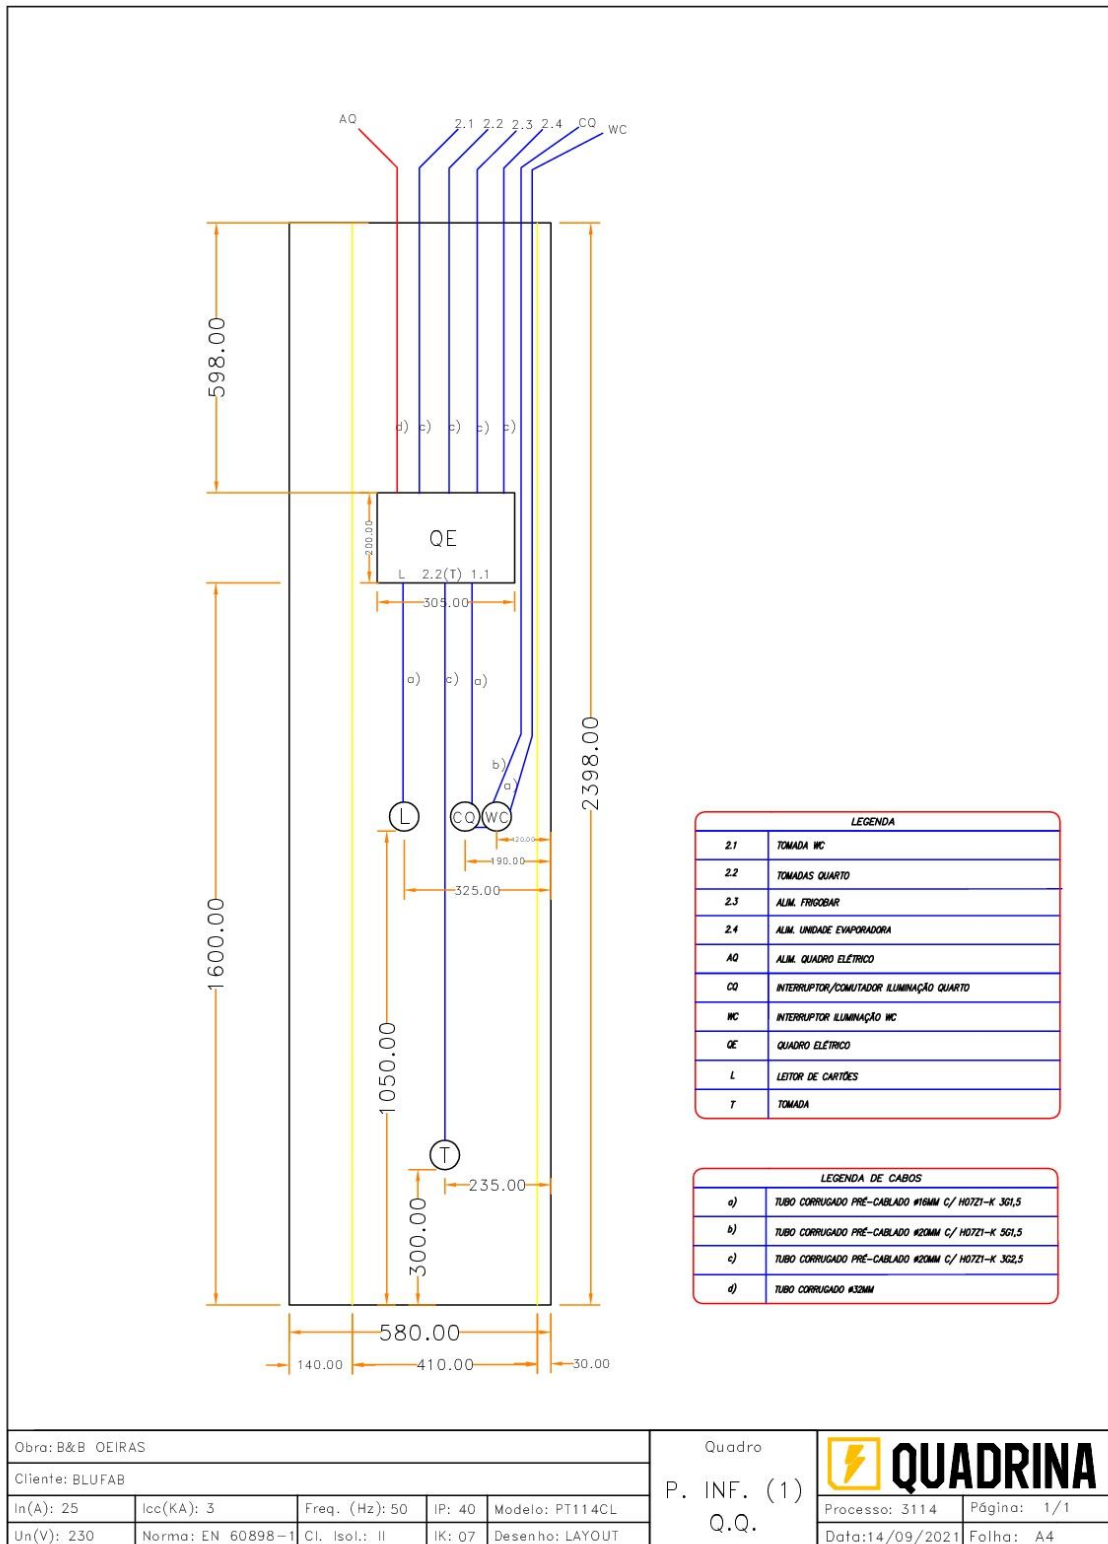 AQ
2.1 2.2 2.3 2.4 CQ WC
598.00
d) c) c) c) c)
200.00
QE
L 2.2(T) 1.1
305.00
a) c) a)
2398.00
b)
a)
L CQ WC
120.00
190.00
325.00
1600.00
1050.00
T
235.00
300.00
580.00
140.00 410.00 30.00
LEGENDA
2.1 TOMADA WC
2.2 TOMADAS QUARTO
2.3 ALIM. FRIGOBAR
2.4 ALIM. UNIDADE EVAPORADORA
AQ ALIM. QUADRO ELÉTRICO
CQ INTERRUPTOR/COMUTADOR ILUMINAÇÃO QUARTO
WC INTERRUPTOR ILUMINAÇÃO WC
QE QUADRO ELÉTRICO
L LEITOR DE CARTÕES
T TOMADA
LEGENDA DE CABOS
a) TUBO CORRUGADO PRÉ-CABLADO #16MM C/ H07Z1-K 3G1,5
b) TUBO CORRUGADO PRÉ-CABLADO #20MM C/ H07Z1-K 5G1,5
c) TUBO CORRUGADO PRÉ-CABLADO #20MM C/ H07Z1-K 3G2,5
d) TUBO CORRUGADO #32MM
Obra: B&B OEIRAS
Cliente: BLUFAB
In(A): 25 Icc(KA): 3 Freq. (Hz): 50 IP: 40 Modelo: PT114CL
Un(V): 230 Norma: EN 60898-1 Cl. Isol.: II IK: 07 Desenho: LAYOUT
Quadro
P. INF. (1)
Q.Q.
QUADRINA
Processo: 3114 Página: 1/1
Data:14/09/2021 Folha: A4